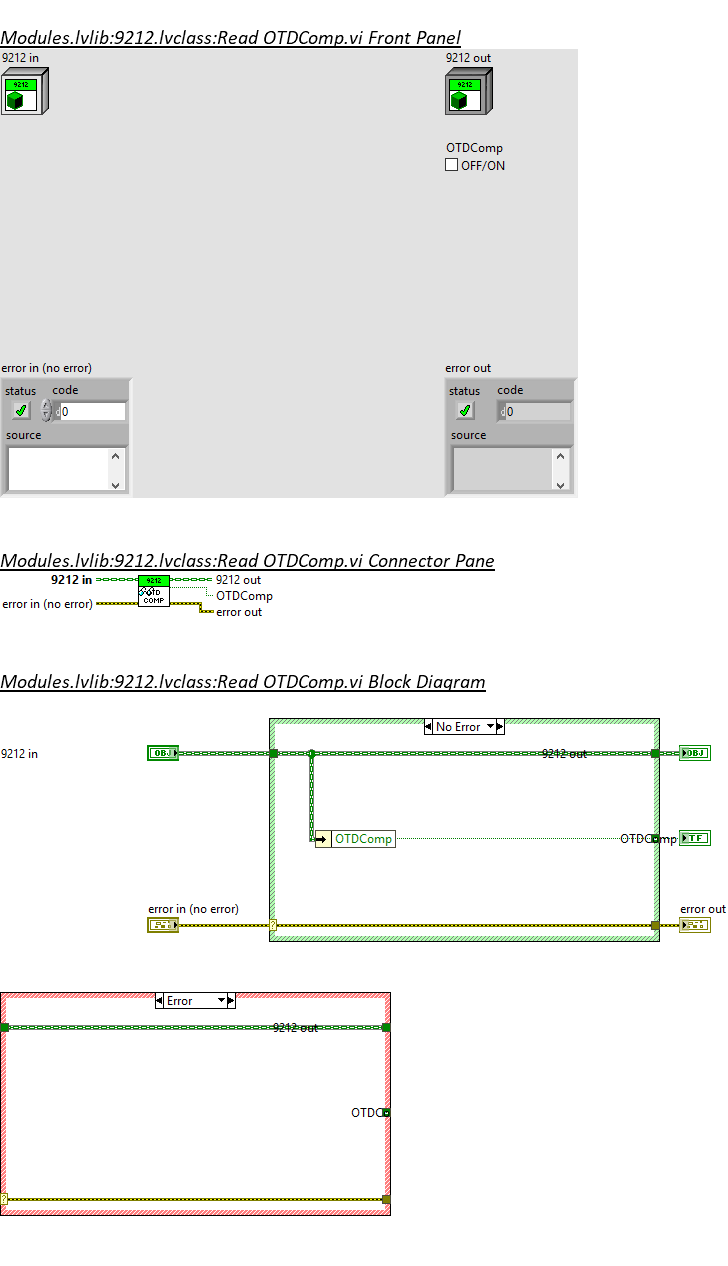 Modules.lvlib:9212.lvclass:Read OTDComp.vi Front Panel
9212 in
9212 out
9212
9212
OTDComp
OFF/ON
error in (no error)
error out
status code
status code
d 0
d 0
source
source
Modules.lvlib:9212.lvclass:Read OTDComp.vi Connector Pane
9212 in
9212
9212 out
OTD
OTDComp
COMP
error in (no error)
error out
Modules.lvlib:9212.lvclass:Read OTDComp.vi Block Diagram
No Error
9212 in
OBJ
9212 out
OBJ
OTDComp
OTDComp
TF
error in (no error)
error out
?
Error
9212 out
OTDC
?